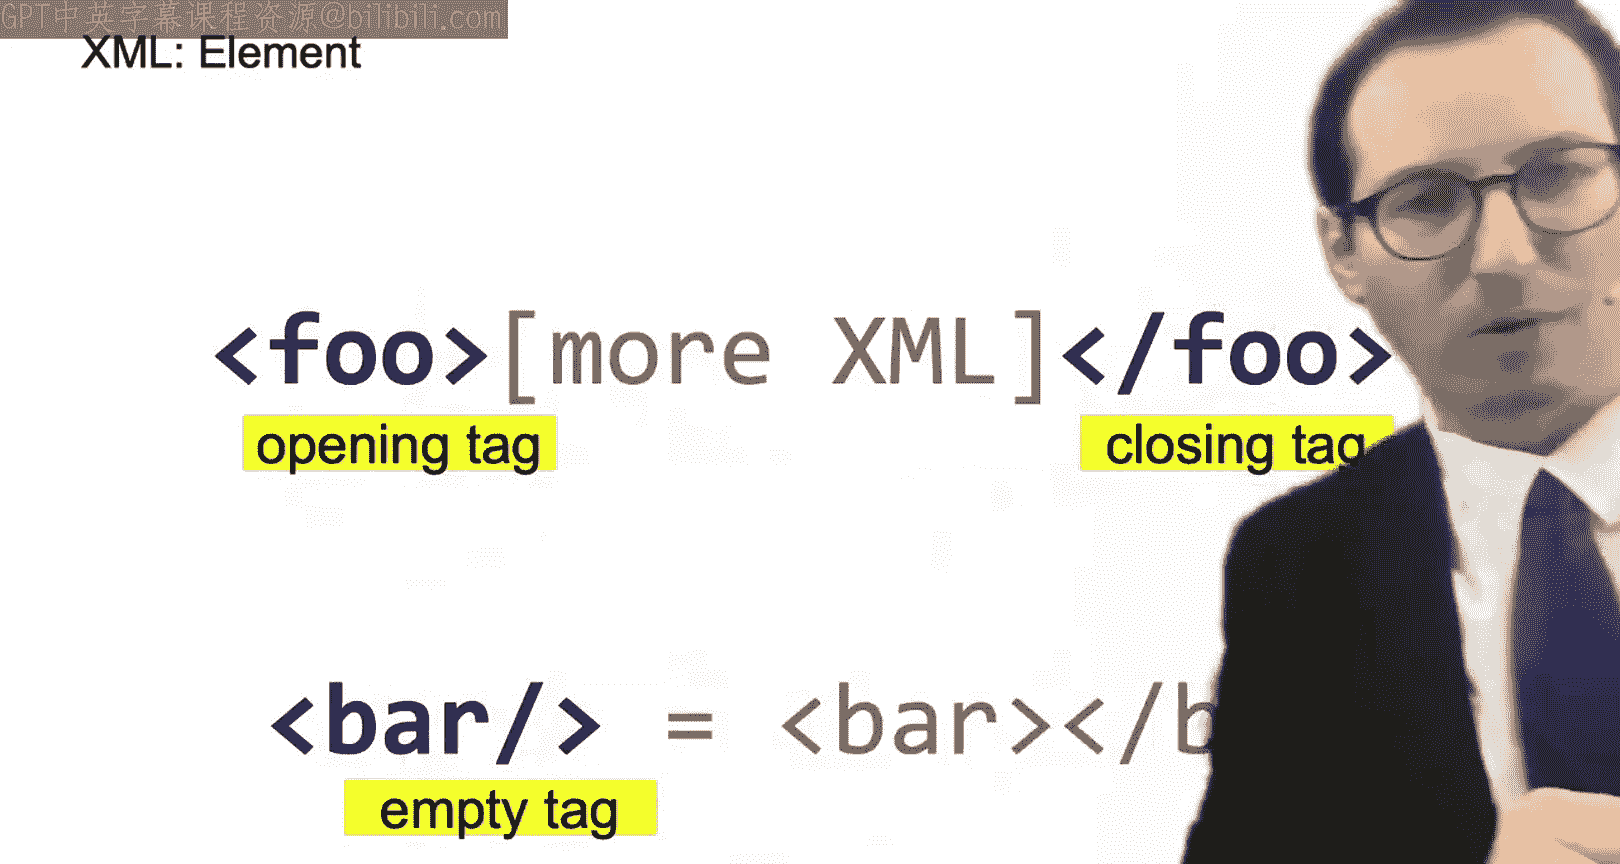 GPT中英字幕课程资源@bilibili.com
XML: Element
<foo>[more XML]</foo>
opening tag
closing tag
<bar/> = <bar></b
empty tag